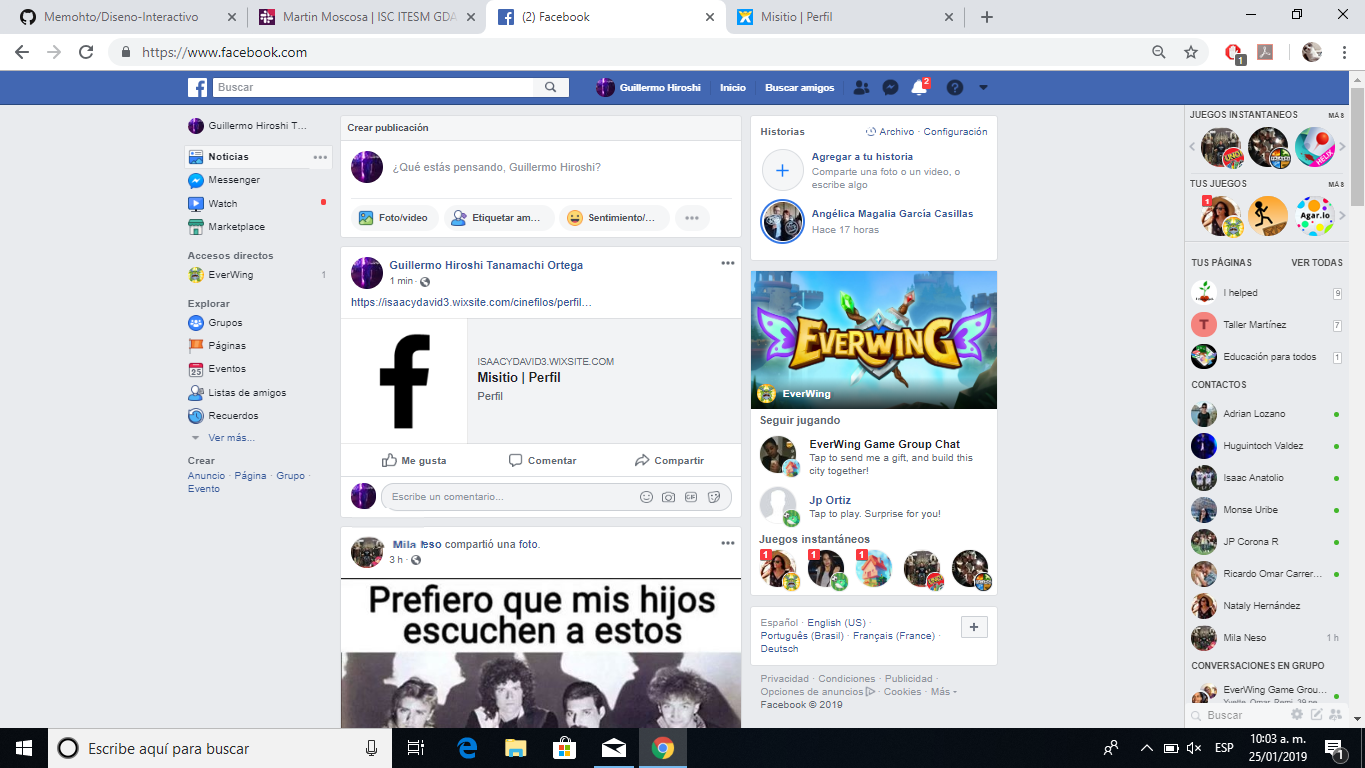 Memohto/Diseno-Interactivo
Martin Moscosa | ISC ITESM GDA
(2) Facebook
Misitio | Perfil
https://www.facebook.com
1
Buscar
Guillermo Hiroshi
Inicio
Buscar amigos
2
Guillermo Hiroshi T...
Noticias
Messenger
Watch
Marketplace
Accesos directos
EverWing
1
Explorar
Grupos
Páginas
Eventos
Listas de amigos
Recuerdos
Ver más...
Crear
Anuncio · Página · Grupo ·
Evento
Crear publicación
¿Qué estás pensando, Guillermo Hiroshi?
Foto/video
Etiquetar am...
Sentimiento/...
Guillermo Hiroshi Tanamachi Ortega
1 min ·
https://isaacydavid3.wixsite.com/cinefilos/perfil...
f
ISAACYDAVID3.WIXSITE.COM
Misitio | Perfil
Perfil
Me gusta
Comentar
Compartir
Escribe un comentario...
GIF
Mila Neso compartió una foto.
3 h ·
Prefiero que mis hijos
escuchen a estos
Historias
Archivo · Configuración
Agregar a tu historia
Comparte una foto o un video, o
escribe algo
Angélica Magalia García Casillas
Hace 17 horas
EVERWING
EverWing
Seguir jugando
EverWing Game Group Chat
Tap to send me a gift, and build this
city together!
Jp Ortiz
Tap to play. Surprise for you!
Juegos instantáneos
1
1
1
UNO
Español · English (US) ·
Português (Brasil) · Français (France) ·
Deutsch
Privacidad · Condiciones · Publicidad ·
Opciones de anuncios · Cookies · Más
Facebook © 2019
JUEGOS INSTANTÁNEOS
MÁS
UNO
HELIX
TUS JUEGOS
MÁS
1
Agar.io
TUS PÁGINAS
VER TODAS
I helped
9
T
Taller Martínez
7
Educación para todos
1
CONTACTOS
Adrian Lozano
Huguintoch Valdez
Isaac Anatolio
Monse Uribe
JP Corona R
Ricardo Omar Carrer...
Nataly Hernández
Mila Neso
1 h
CONVERSACIONES EN GRUPO
EverWing Game Grou...
Yvette, Omar, Remi, 39 pe...
Buscar
Escribe aquí para buscar
ESP
10:03 a. m.
25/01/2019
1